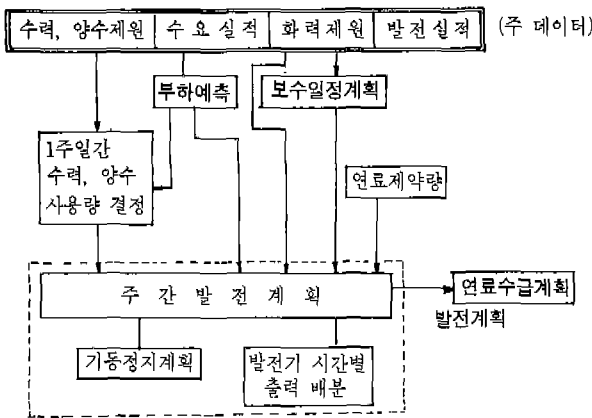 수력, 양수제원 수요실적 화력제원 발전실적 (주 데이터)
부하예측 보수일정계획
1주일간
수력, 양수
사용량 결정
연료제약량
주간발전계획
연료수급계획
발전계획
기동정지계획
발전기 시간별
출력 배분